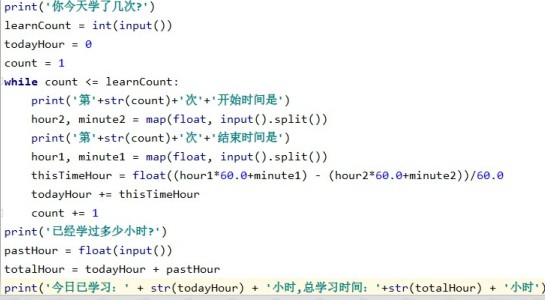 print('你今天学了几次?')
learnCount = int(input())
todayHour = 0
count = 1
while count <= learnCount:
    print('第'+str(count)+'次'+'开始时间是')
    hour2, minute2 = map(float, input().split())
    print('第'+str(count)+'次'+'结束时间是')
    hour1, minute1 = map(float, input().split())
    thisTimeHour = float((hour1*60.0+minute1) - (hour2*60.0+minute2))/60.0
    todayHour += thisTimeHour
    count += 1
print('已经学过多少小时?')
pastHour = float(input())
totalHour = todayHour + pastHour
print('今日已学习：' + str(todayHour) + '小时,总学习时间：'+str(totalHour) + '小时')